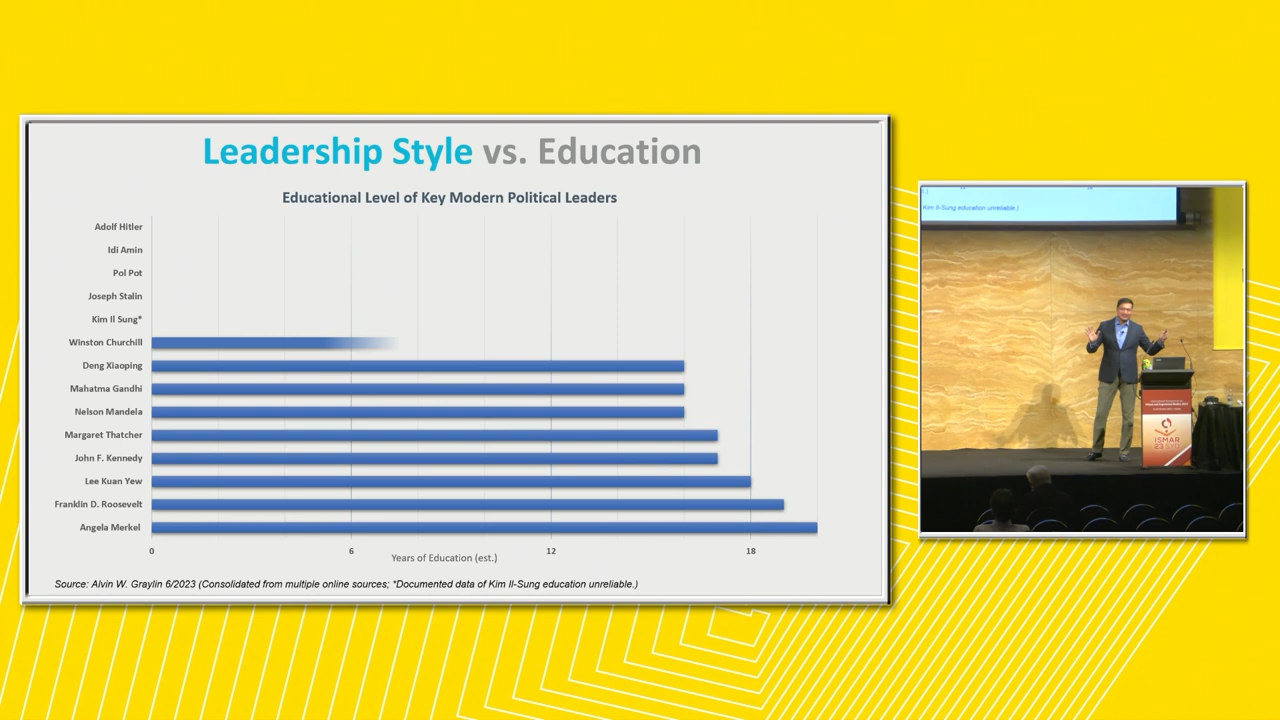 Leadership Style vs. Education
Educational Level of Key Modern Political Leaders
Adolf Hitler
Idi Amin
Pol Pot
Joseph Stalin
Kim Il Sung*
Winston Churchill
Deng Xiaoping
Mahatma Gandhi
Nelson Mandela
Margaret Thatcher
John F. Kennedy
Lee Kuan Yew
Franklin D. Roosevelt
Angela Merkel
0 6 12 18
Years of Education (est.)
Source: Alvin W. Graylin 6/2023 (Consolidated from multiple online sources; *Documented data of Kim Il-Sung education unreliable.)
Kim Il-Sung education unreliable.)
ISMAR
23 SYD